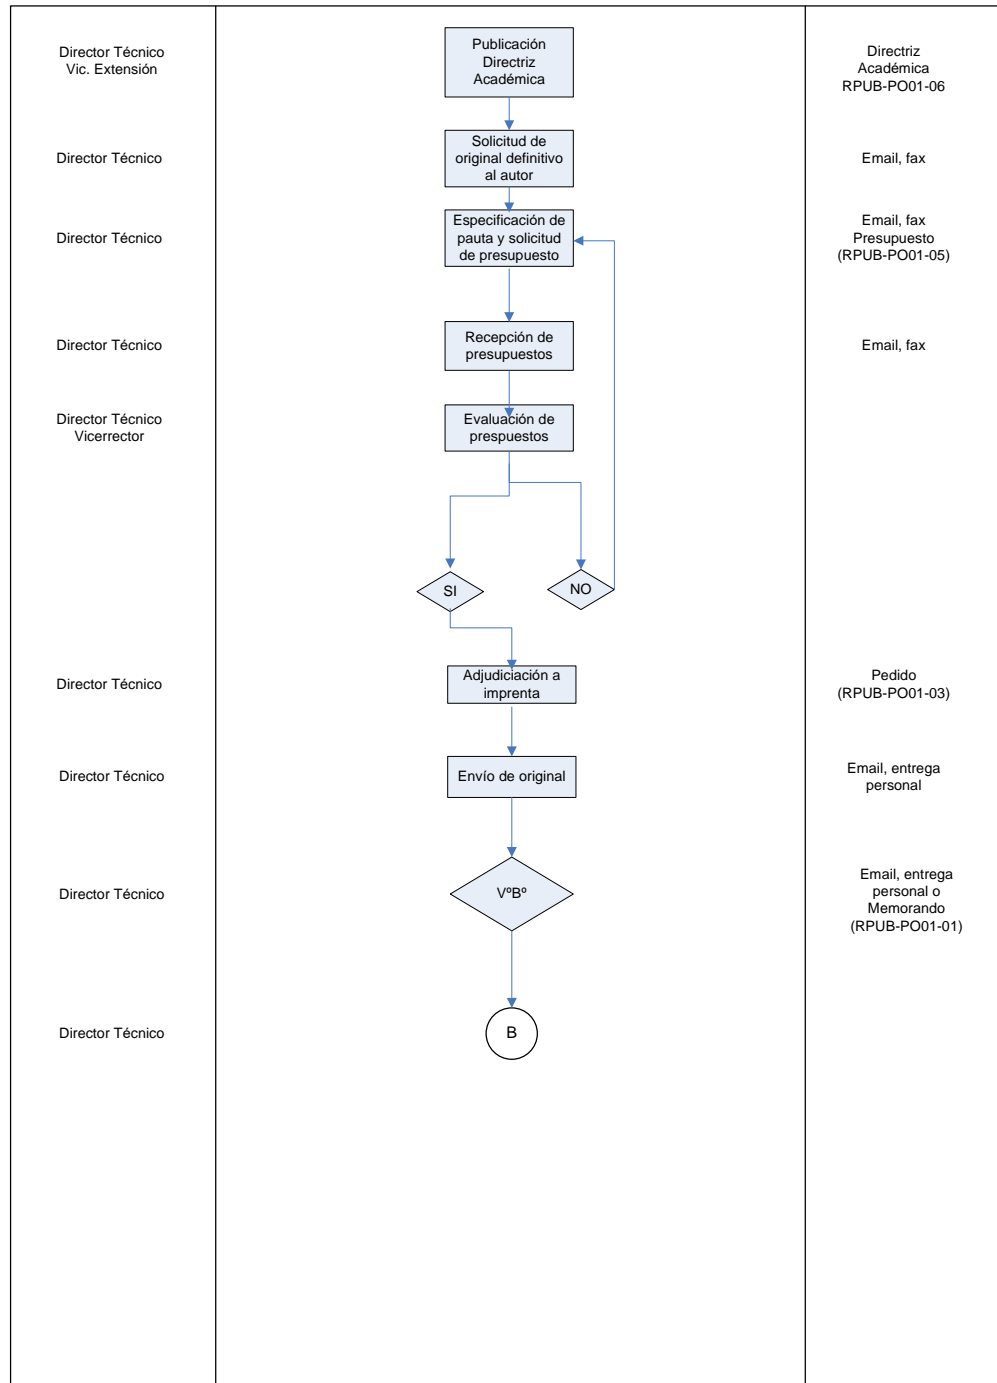 Director Técnico
Vic. Extensión
Publicación
Directriz
Académica
Directriz
Académica
RPUB-PO01-06
Director Técnico
Solicitud de
original definitivo
al autor
Email, fax
Director Técnico
Especificación de
pauta y solicitud
de presupuesto
Email, fax
Presupuesto
(RPUB-PO01-05)
Director Técnico
Recepción de
presupuestos
Email, fax
Director Técnico
Vicerrector
Evaluación de
prespuestos
SI
NO
Director Técnico
Adjudiciación a
imprenta
Pedido
(RPUB-PO01-03)
Director Técnico
Envío de original
Email, entrega
personal
Director Técnico
VºBº
Email, entrega
personal o
Memorando
(RPUB-PO01-01)
Director Técnico
B